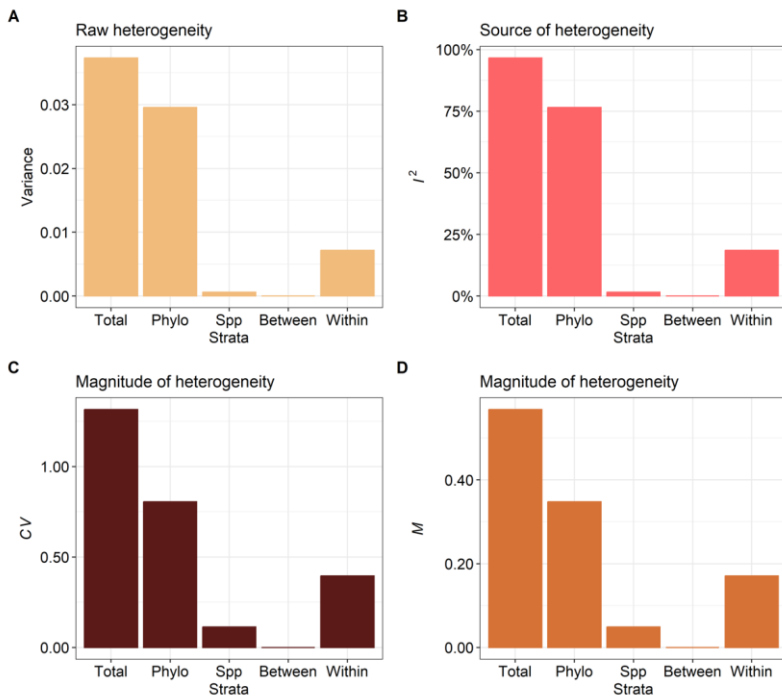 A
Raw heterogeneity
Variance
0.03
0.02
0.01
0.00
Total Phylo Spp Between Within
Strata
B
Source of heterogeneity
I²
100%
75%
50%
25%
0%
Total Phylo Spp Between Within
Strata
C
Magnitude of heterogeneity
CV
1.00
0.50
0.00
Total Phylo Spp Between Within
Strata
D
Magnitude of heterogeneity
M
0.40
0.20
0.00
Total Phylo Spp Between Within
Strata